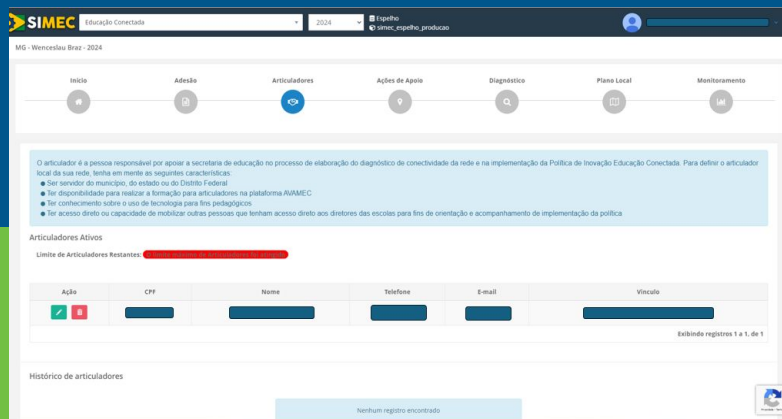 SIMEC
Educação Conectada
2024
Espelho
simec_espelho_producao
MG - Wenceslau Braz - 2024
Início
Adesão
Articuladores
Ações de Apoio
Diagnóstico
Plano Local
Monitoramento
O articulador é a pessoa responsável por apoiar a secretaria de educação no processo de elaboração do diagnóstico de conectividade da rede e na implementação da Política de Inovação Educação Conectada. Para definir o articulador
local da sua rede, tenha em mente as seguintes características:
Ser servidor do município, do estado ou do Distrito Federal
Ter disponibilidade para realizar a formação para articuladores na plataforma AVAMEC
Ter conhecimento sobre o uso de tecnologia para fins pedagógicos
Ter acesso direto ou capacidade de mobilizar outras pessoas que tenham acesso direto aos diretores das escolas para fins de orientação e acompanhamento de implementação da política
Articuladores Ativos
Limite de Articuladores Restantes: O limite máximo de Articuladores foi atingido
Ação
CPF
Nome
Telefone
E-mail
Vínculo
Exibindo registros 1 a 1. de 1
Histórico de articuladores
Nenhum registro encontrado